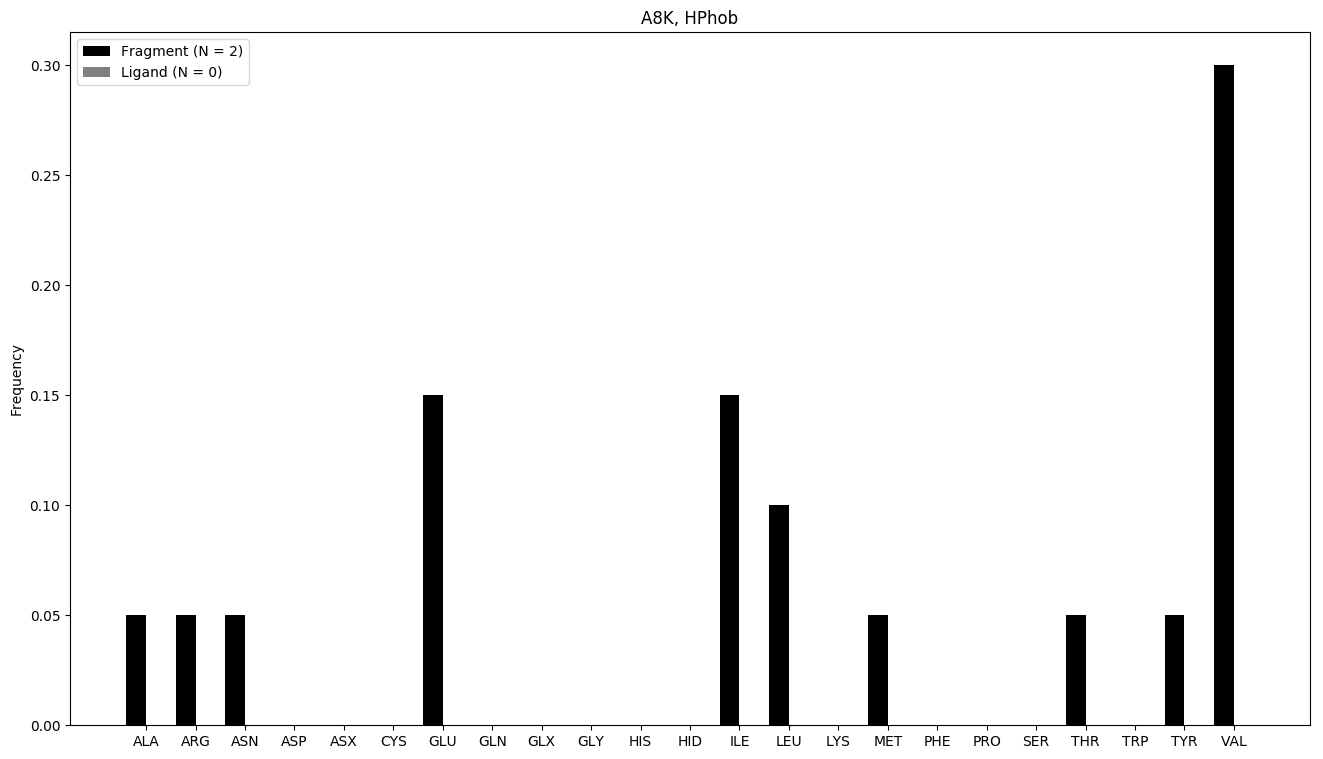 A8K, HPhob
Fragment (N = 2)
Ligand (N = 0)
0.30
0.25
0.20
0.15
0.10
0.05
0.00
Frequency
ALA ARG ASN ASP ASX CYS GLU GLN GLX GLY HIS HID ILE LEU LYS MET PHE PRO SER THR TRP TYR VAL